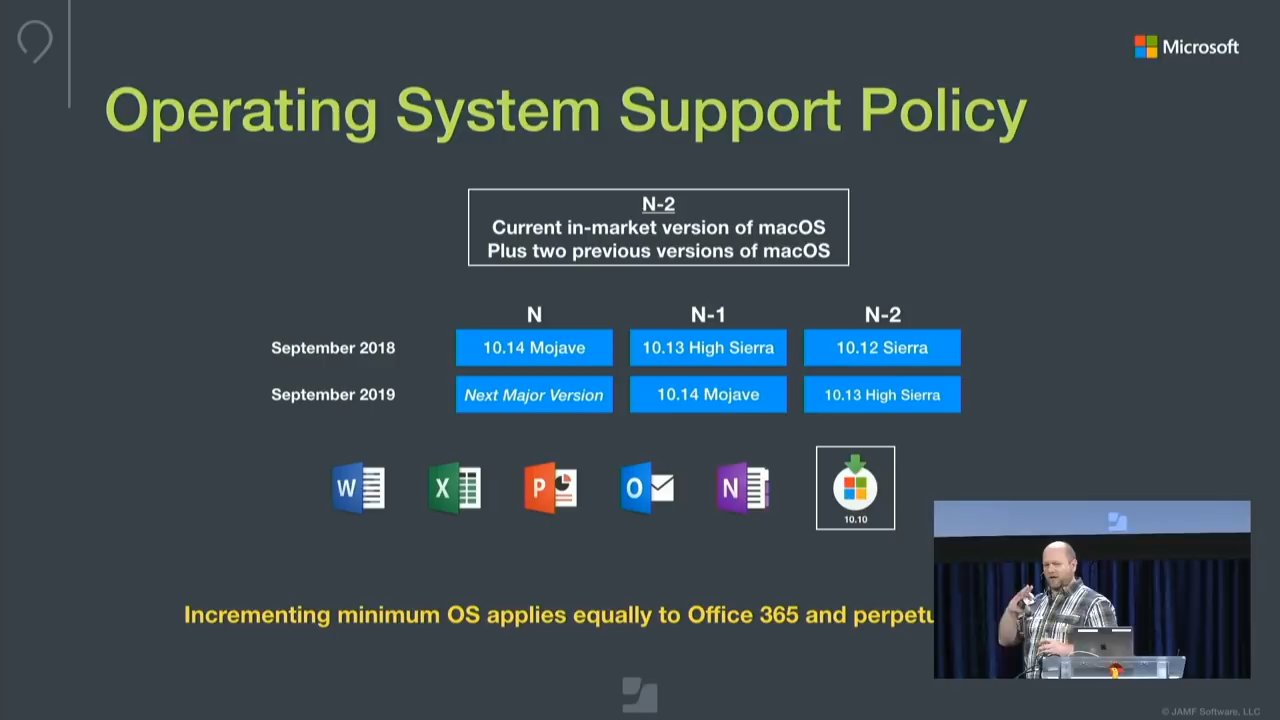 Microsoft
Operating System Support Policy
N-2
Current in-market version of macOS
Plus two previous versions of macOS
N N-1 N-2
September 2018 10.14 Mojave 10.13 High Sierra 10.12 Sierra
September 2019 Next Major Version 10.14 Mojave 10.13 High Sierra
W X P O N
10.10
Incrementing minimum OS applies equally to Office 365 and perpetu
© JAMF Software, LLC